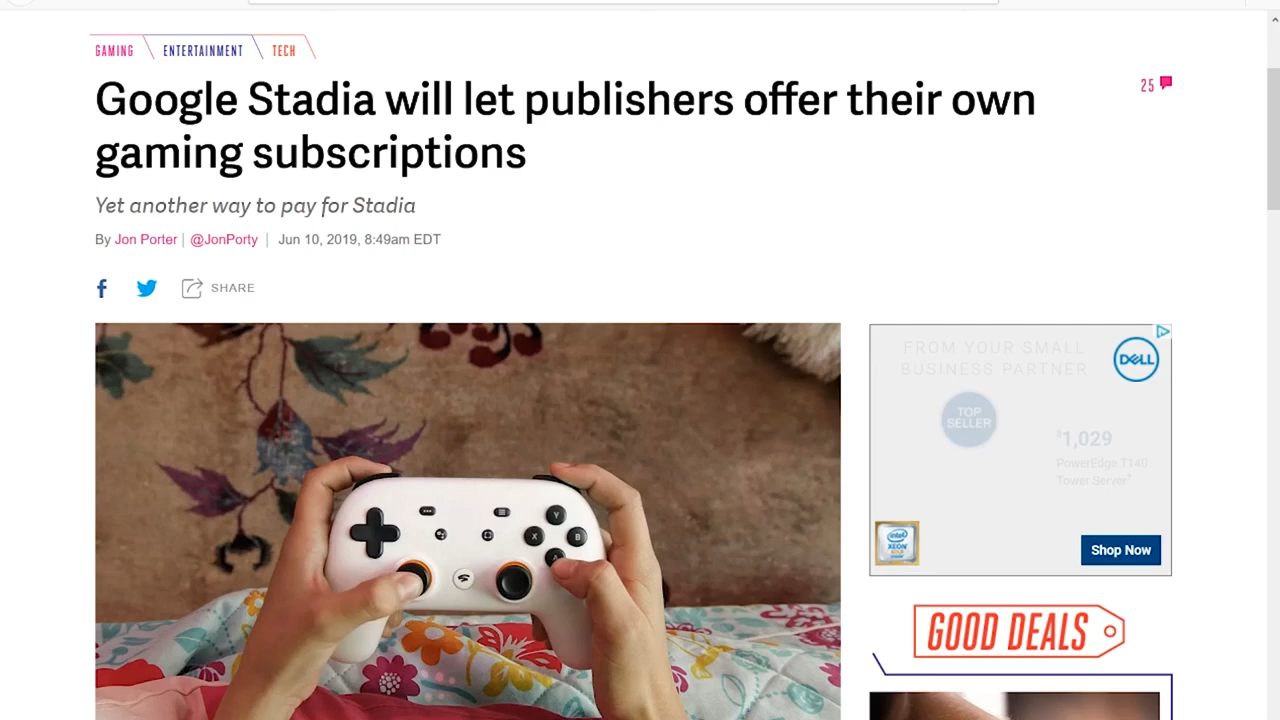 GAMING ENTERTAINMENT TECH
Google Stadia will let publishers offer their own
gaming subscriptions
25
Yet another way to pay for Stadia
By Jon Porter | @JonPorty | Jun 10, 2019, 8:49am EDT
SHARE
FROM YOUR SMALL
BUSINESS PARTNER
DELL
TOP
SELLER
$1,029
PowerEdge T140
Tower Server†
intel
XEON
Shop Now
Y
X
B
A
GOOD DEALS